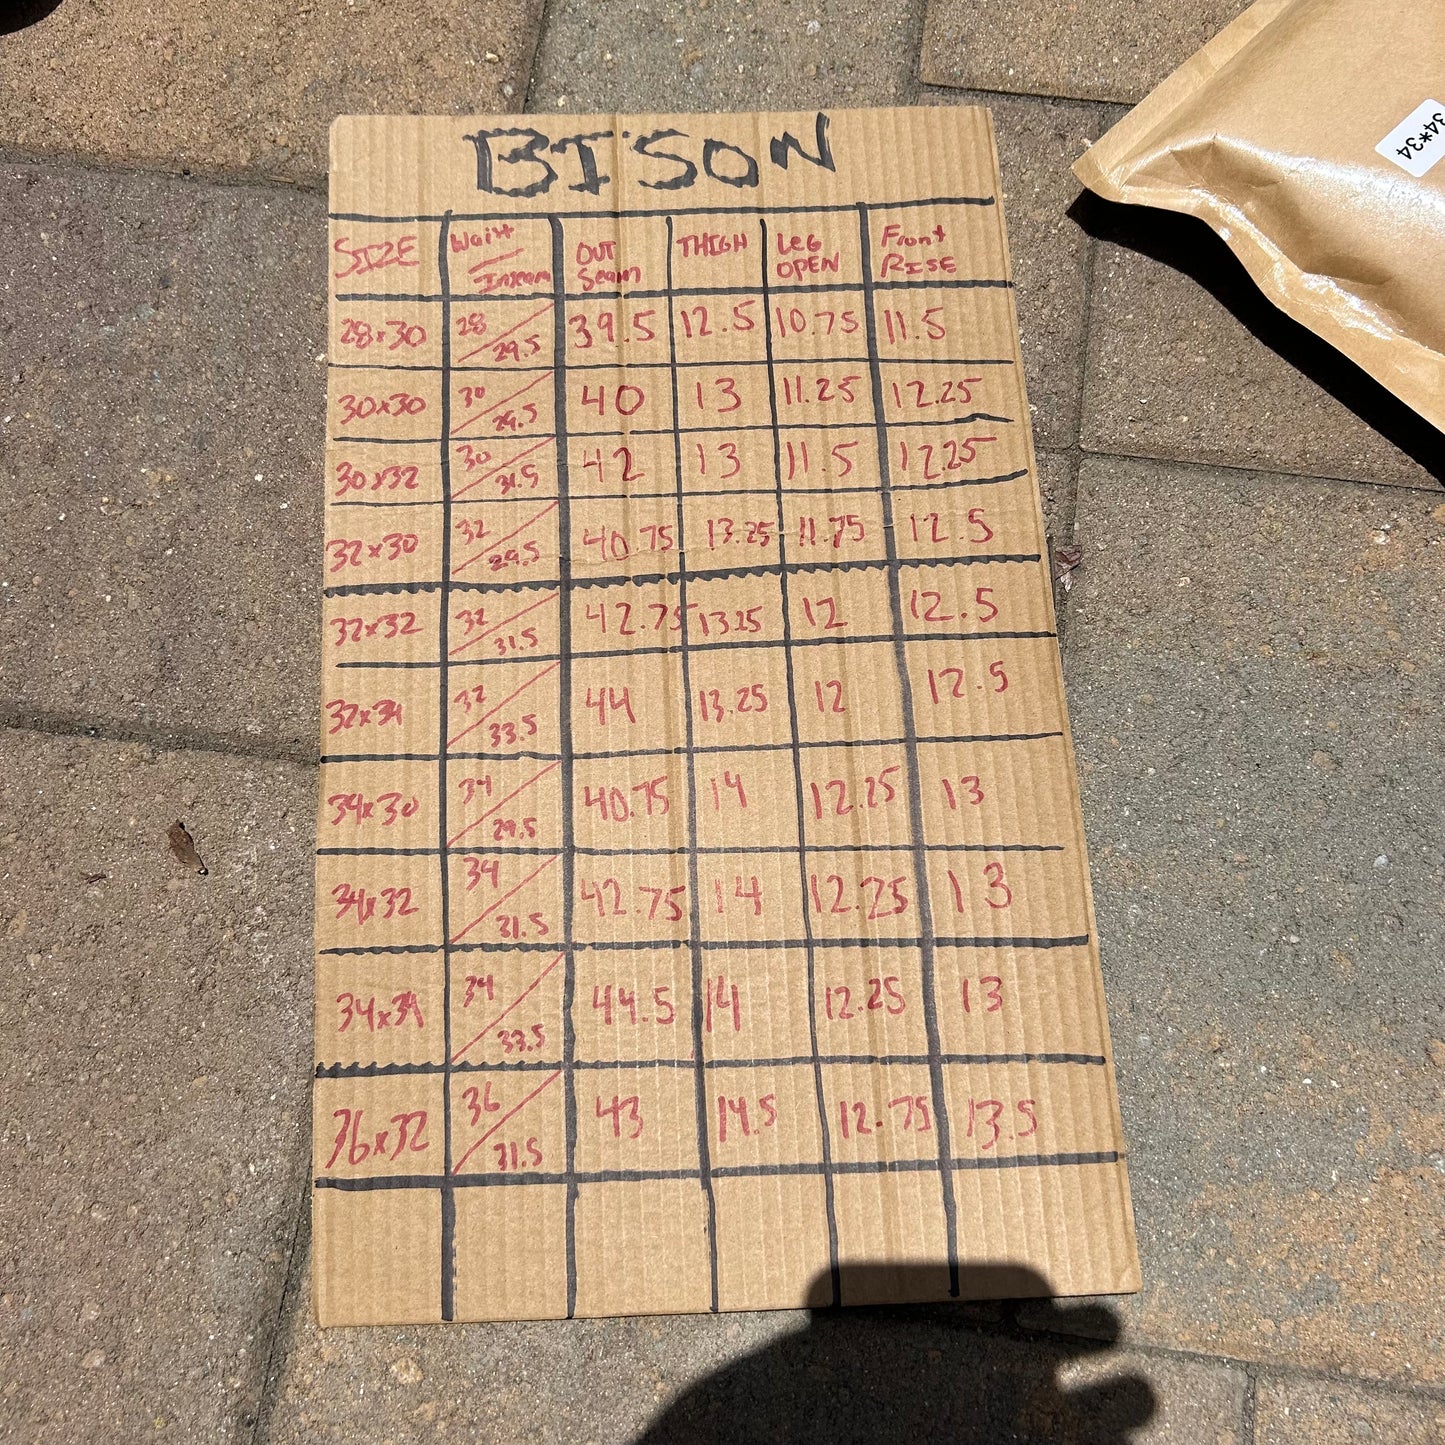 BISON
SIZE Waist / Inseam OUT Seam THIGH LEG OPEN Front RISE
28x30 28/29.5 39.5 12.5 10.75 11.5
30x30 30/29.5 40 13 11.25 12.25
30x32 30/31.5 42 13 11.5 12.25
32x30 32/29.5 40.75 13.25 11.75 12.5
32x32 32/31.5 42.75 13.25 12 12.5
32x34 32/33.5 44 13.25 12 12.5
34x30 34/29.5 40.75 14 12.25 13
34x32 34/31.5 42.75 14 12.25 13
34x34 34/33.5 44.5 14 12.25 13
36x32 36/31.5 43 14.5 12.75 13.5
34*34